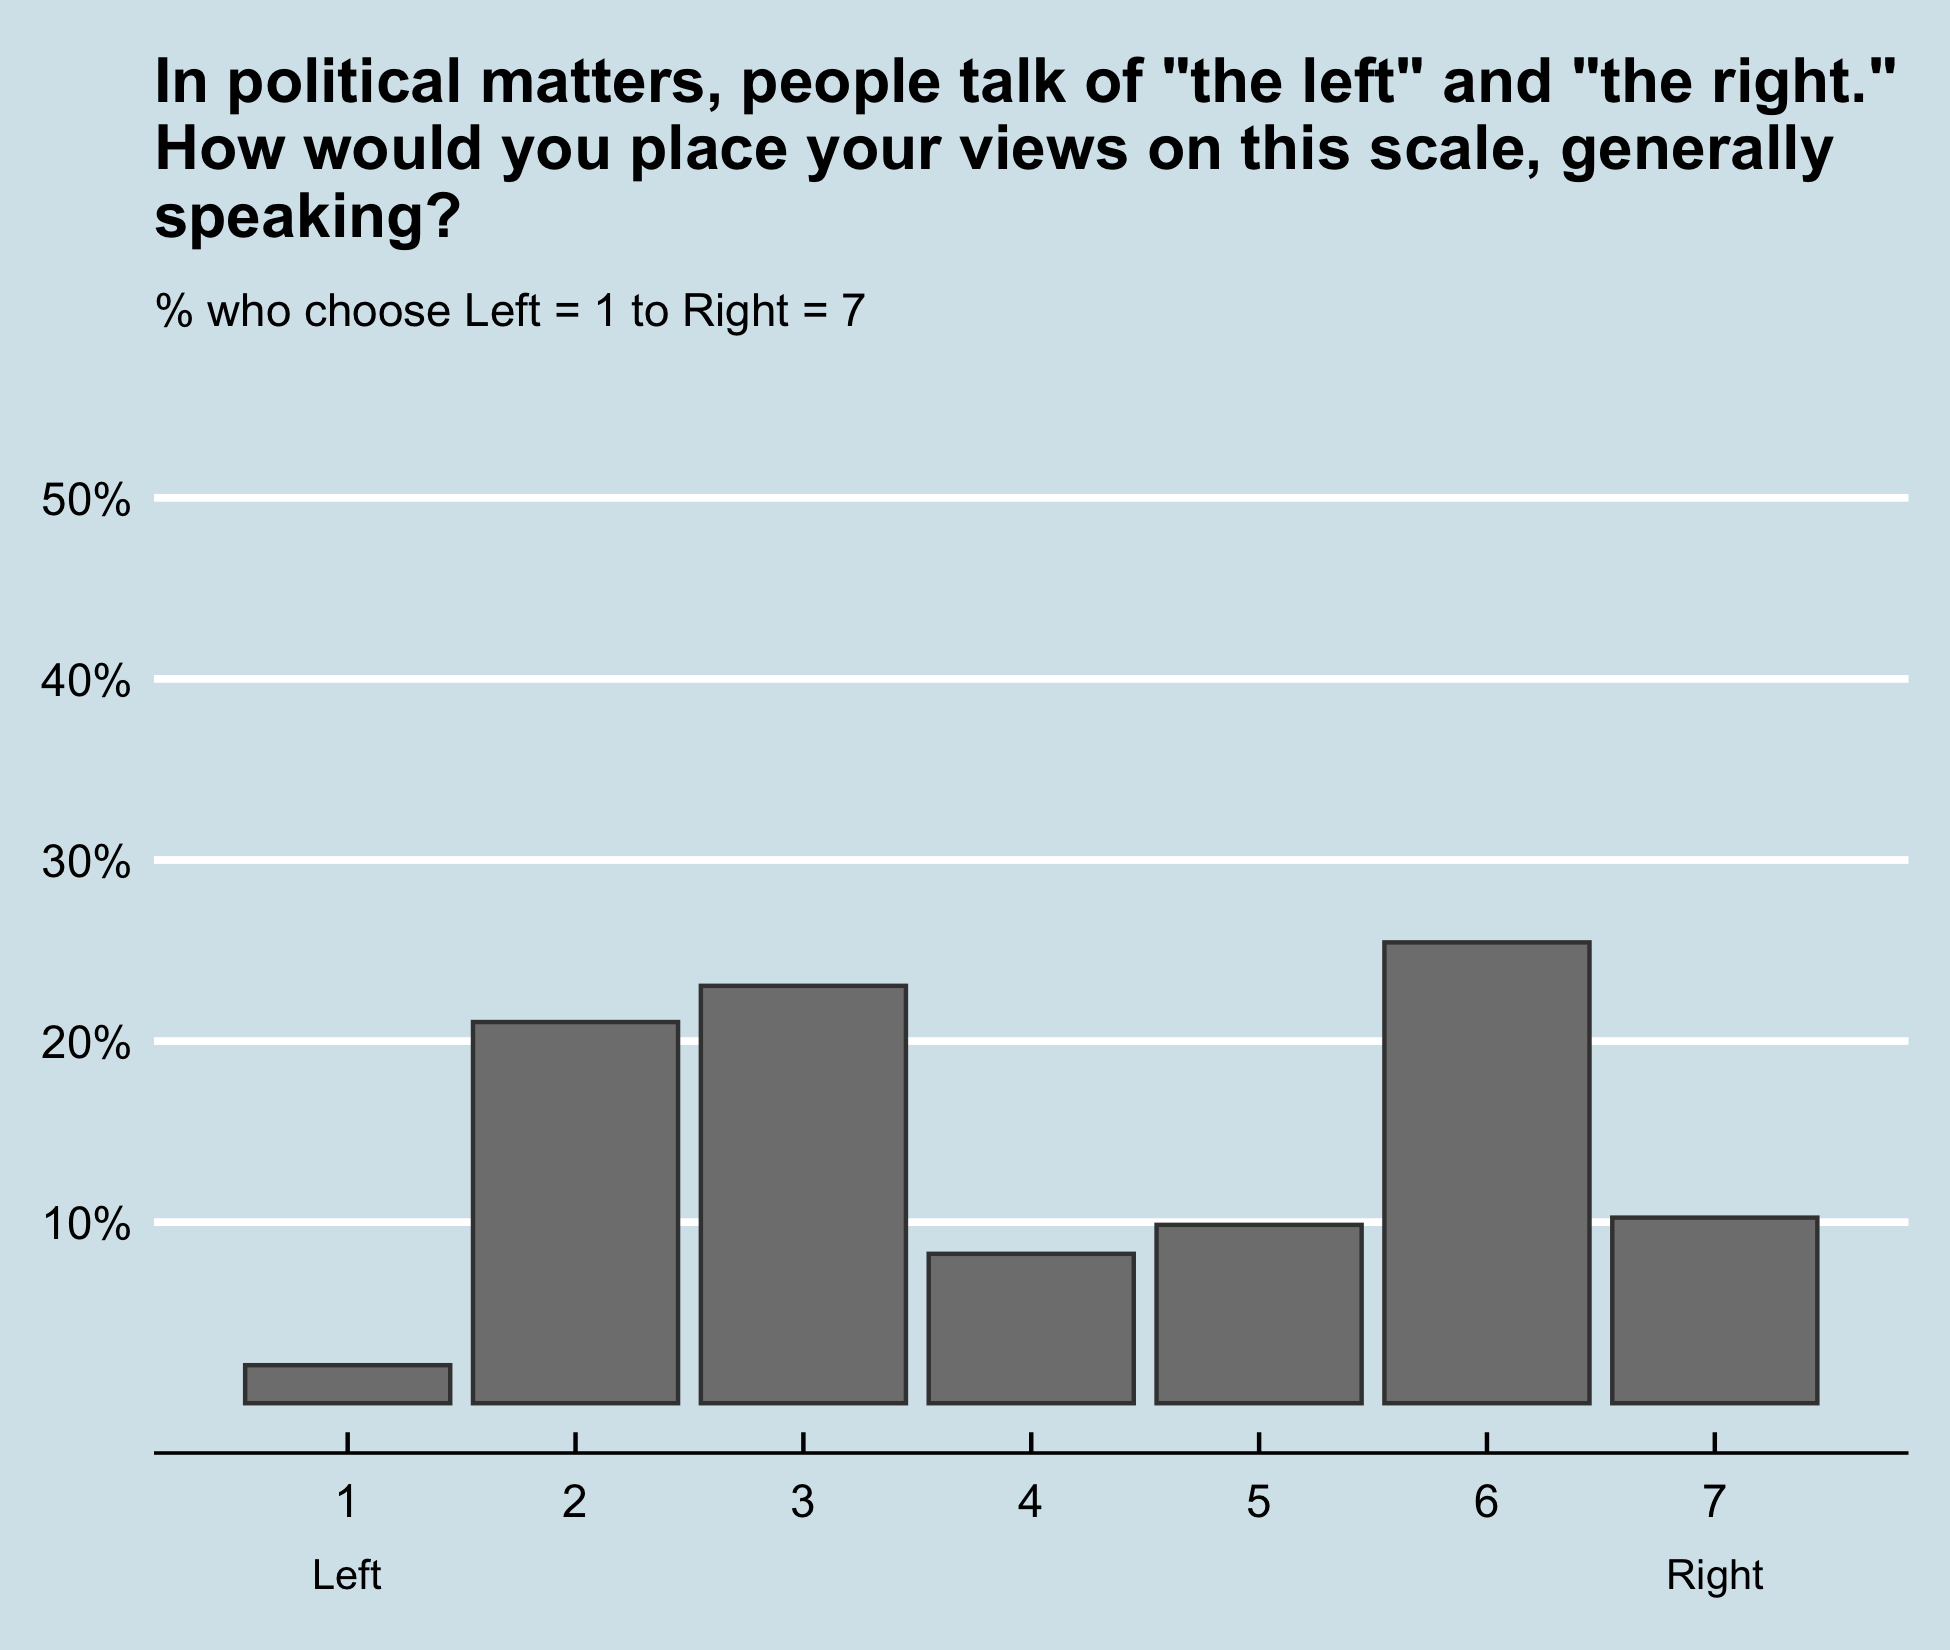 In political matters, people talk of "the left" and "the right."
How would you place your views on this scale, generally
speaking?
% who choose Left = 1 to Right = 7
50%
40%
30%
20%
10%
1 2 3 4 5 6 7
Left Right